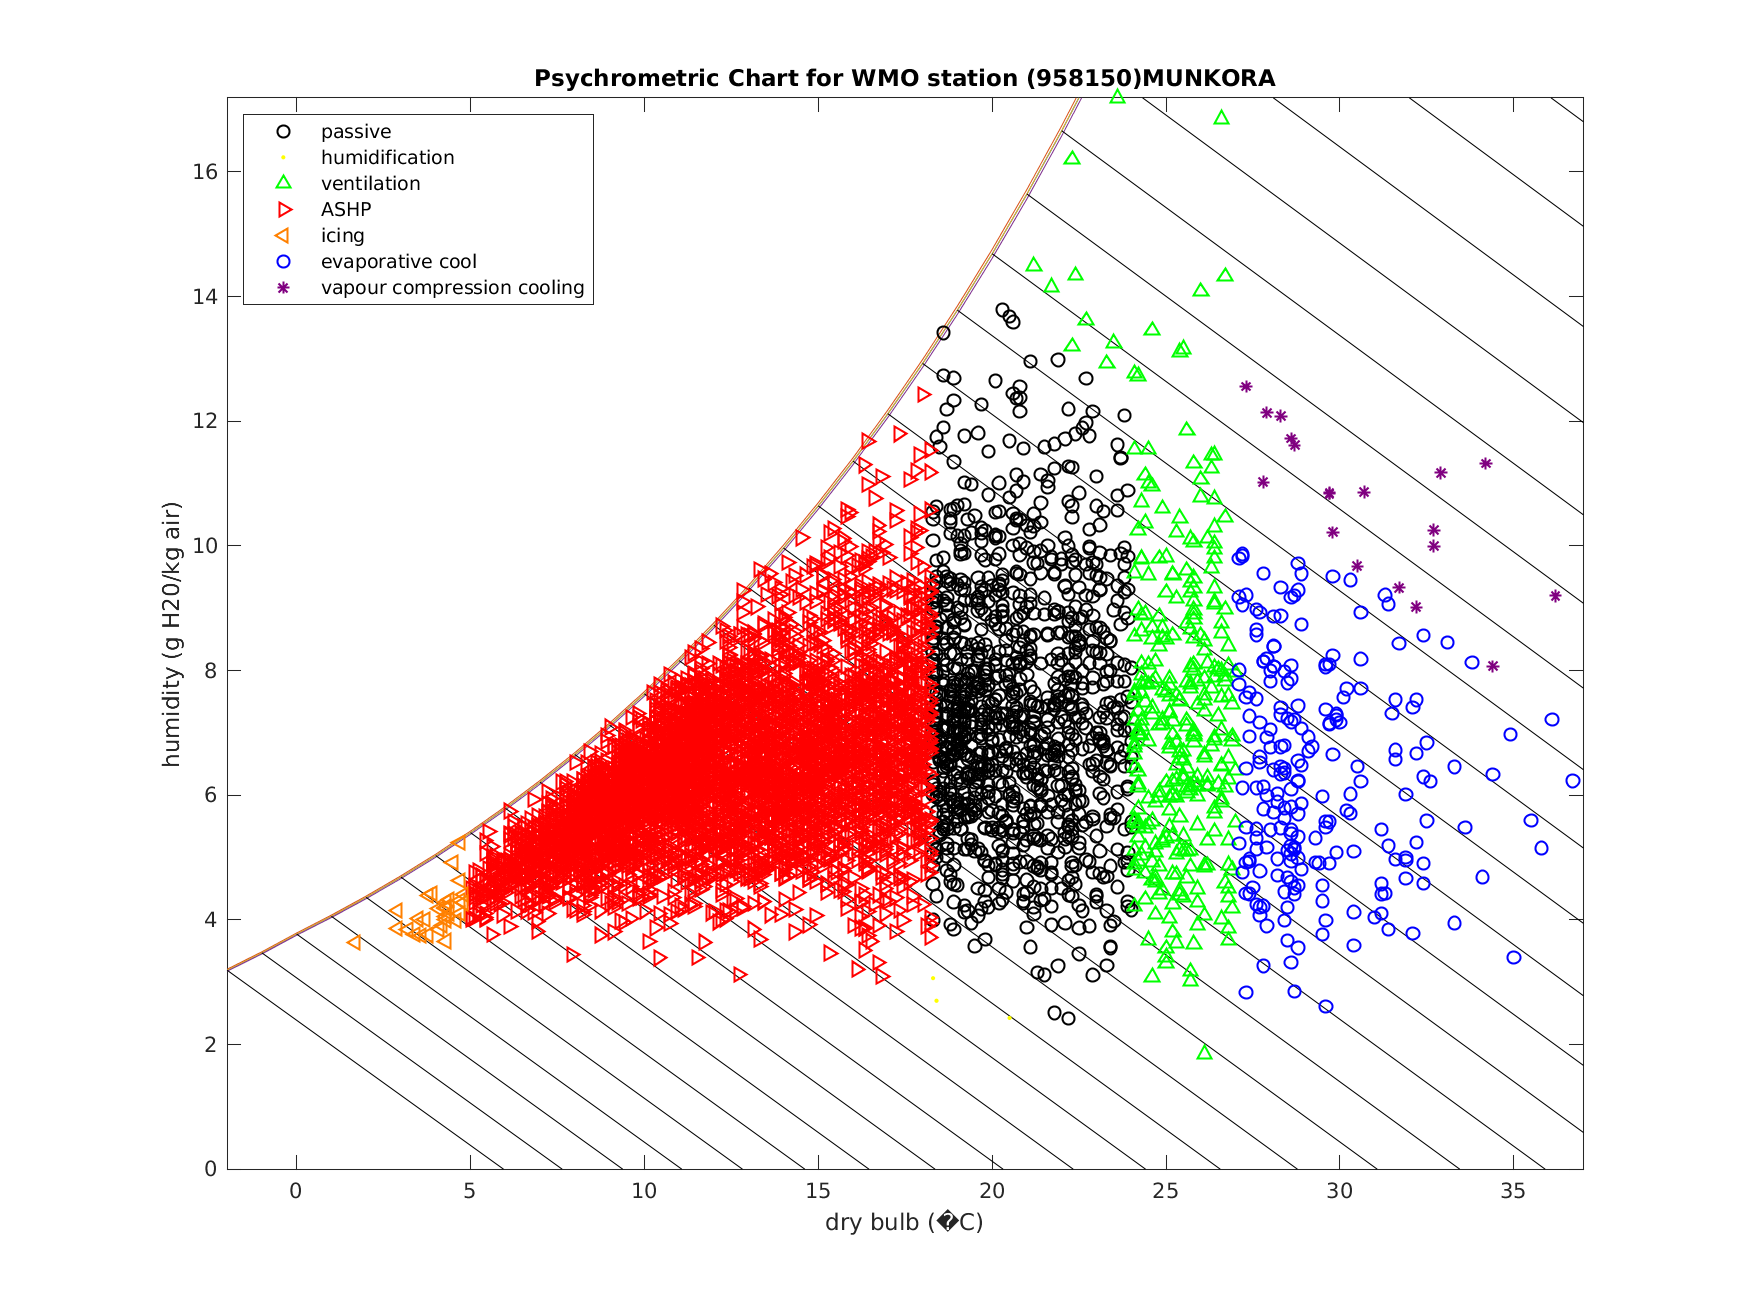 Psychrometric Chart for WMO station (958150)MUNKORA
passive
humidification
ventilation
ASHP
icing
evaporative cool
vapour compression cooling
humidity (g H20/kg air)
16
14
12
10
8
6
4
2
0
0 5 10 15 20 25 30 35
dry bulb (�C)